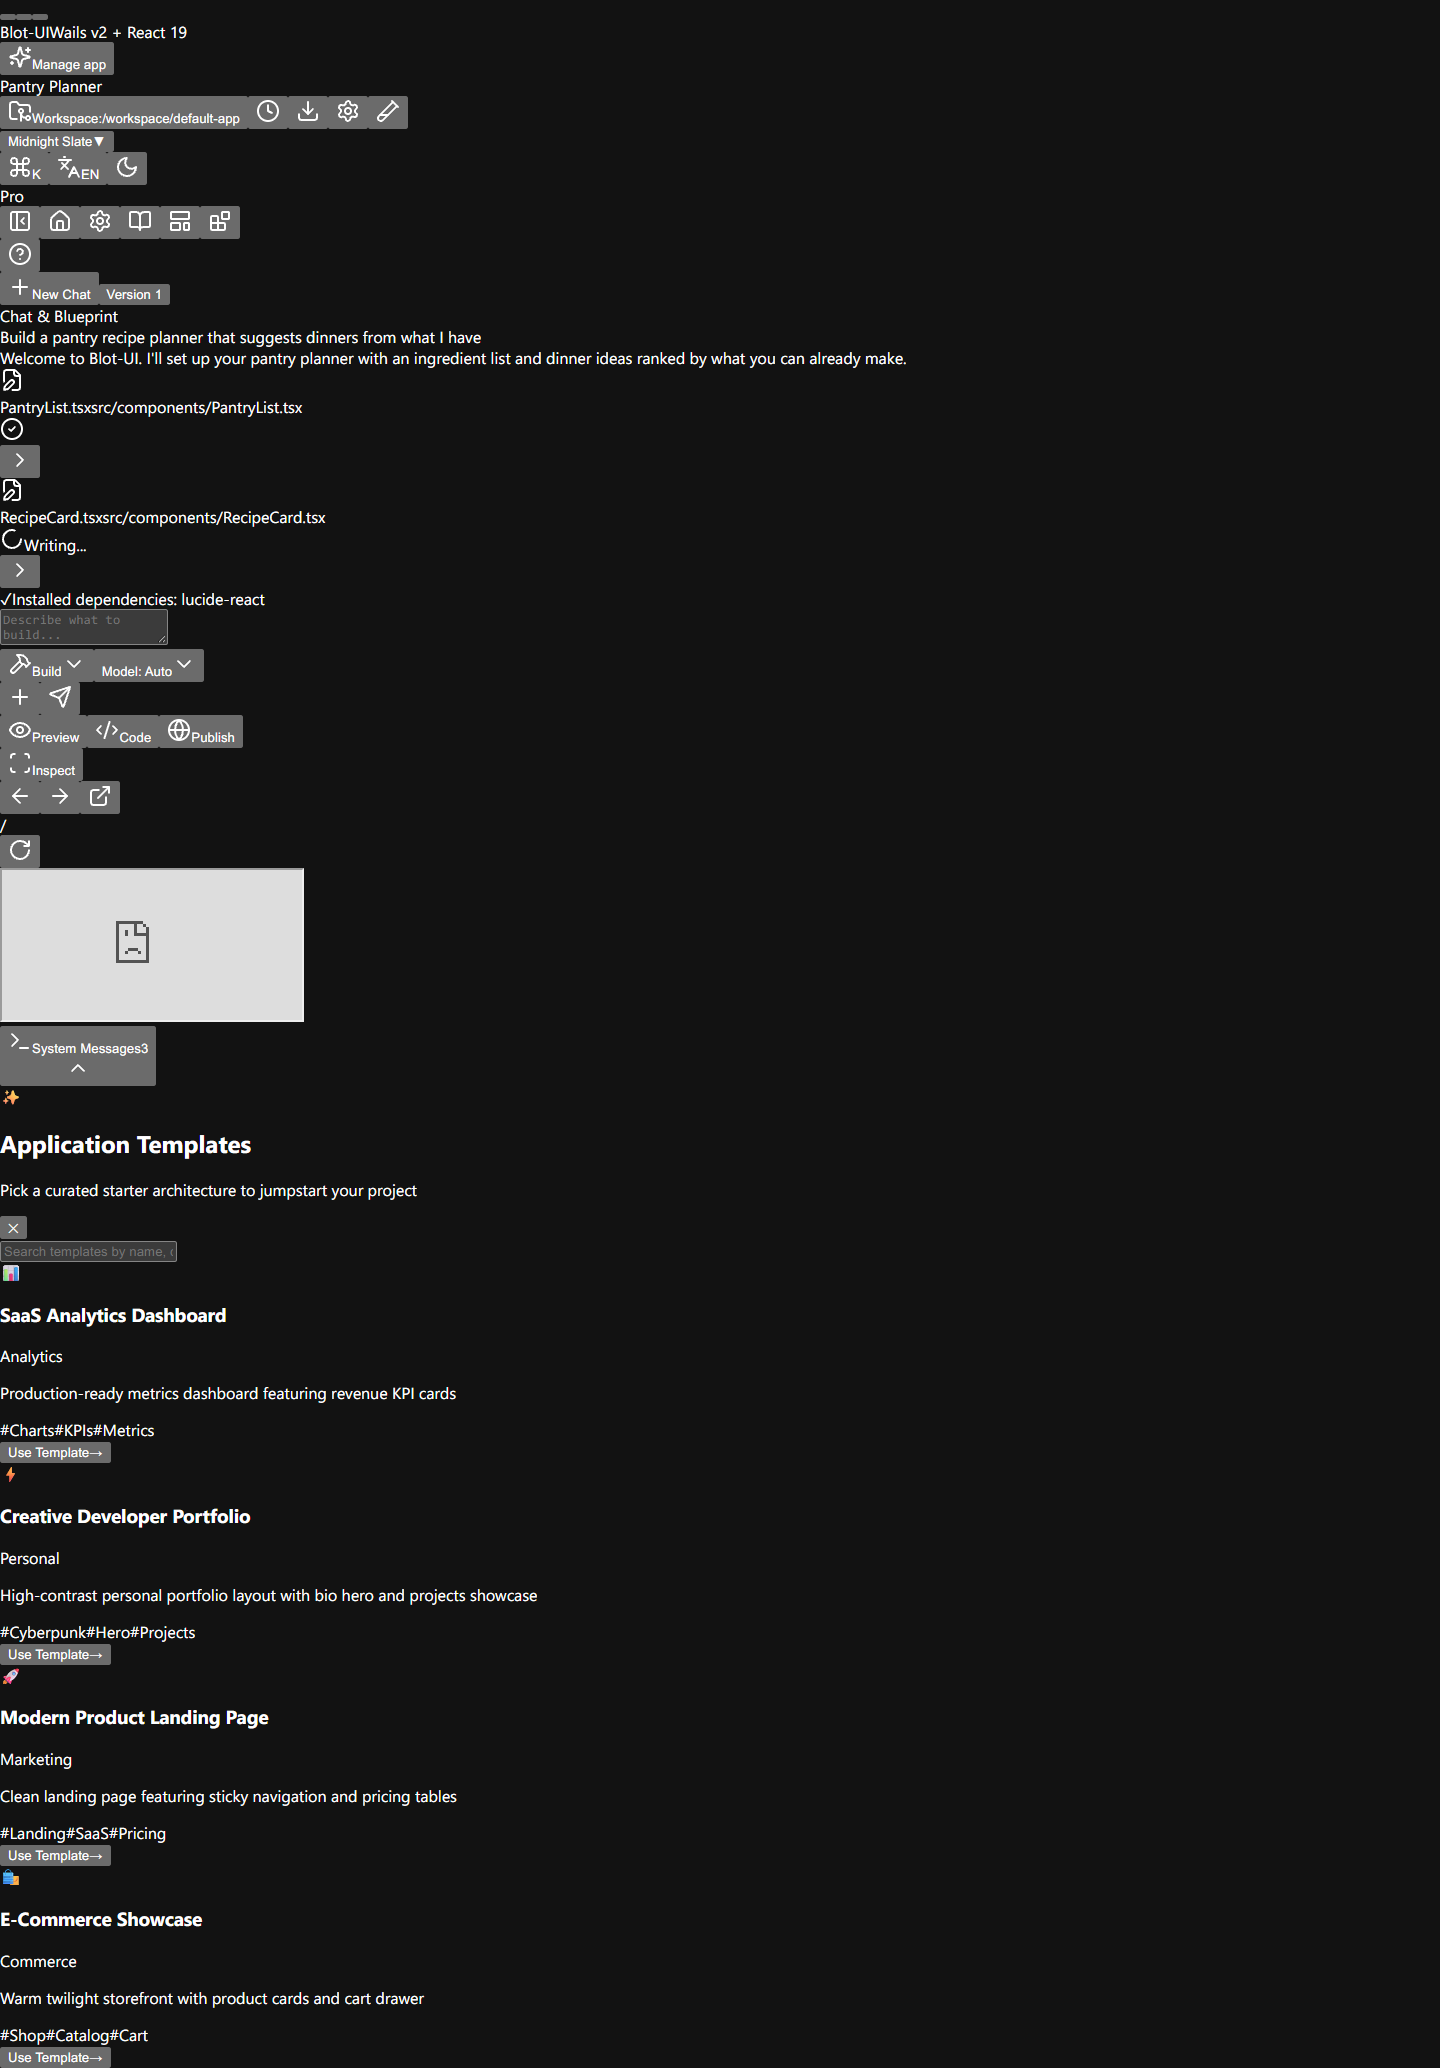 Blot-UIWails v2 + React 19
Manage app
Pantry Planner
Workspace:/workspace/default-app
Midnight Slate▼
K EN
Pro
New Chat Version 1
Chat & Blueprint
Build a pantry recipe planner that suggests dinners from what I have
Welcome to Blot-UI. I'll set up your pantry planner with an ingredient list and dinner ideas ranked by what you can already make.
PantryList.tsxsrc/components/PantryList.tsx
RecipeCard.tsxsrc/components/RecipeCard.tsx
Writing...
✓Installed dependencies: lucide-react
Describe what to
build...
Build Model: Auto
Preview Code Publish
Inspect
/
System Messages3
Application Templates
Pick a curated starter architecture to jumpstart your project
×
Search templates by name,
SaaS Analytics Dashboard
Analytics
Production-ready metrics dashboard featuring revenue KPI cards
#Charts#KPIs#Metrics
Use Template→
Creative Developer Portfolio
Personal
High-contrast personal portfolio layout with bio hero and projects showcase
#Cyberpunk#Hero#Projects
Use Template→
Modern Product Landing Page
Marketing
Clean landing page featuring sticky navigation and pricing tables
#Landing#SaaS#Pricing
Use Template→
E-Commerce Showcase
Commerce
Warm twilight storefront with product cards and cart drawer
#Shop#Catalog#Cart
Use Template→